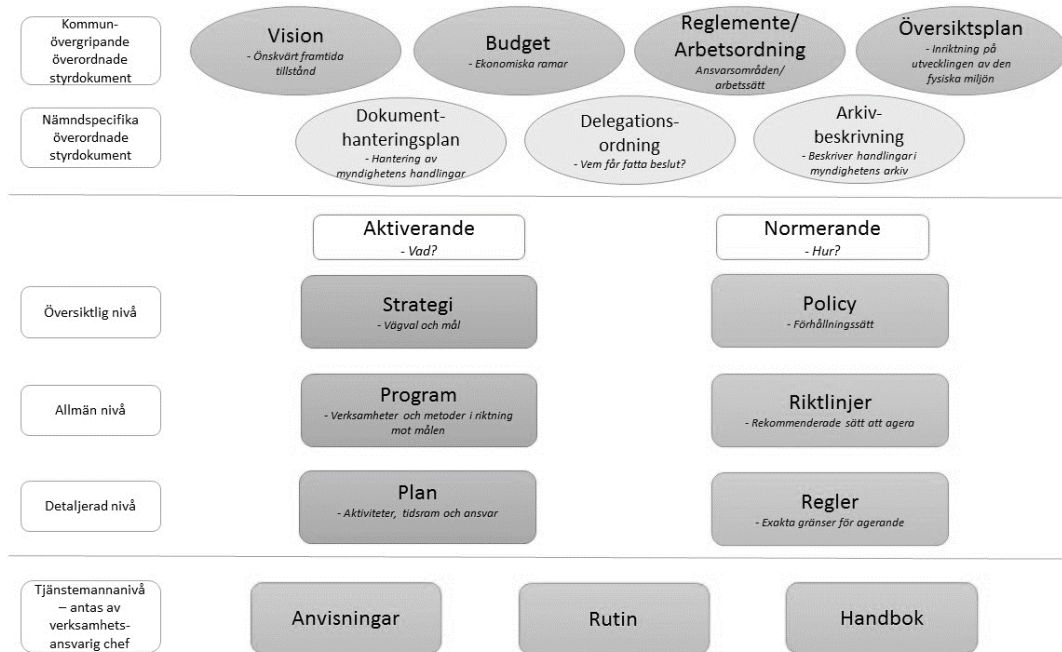 Kommun-
övergripande
överordnade
styrdokument
Vision
- Önskvärt framtida
tillstånd
Budget
- Ekonomiska ramar
Reglemente/
Arbetsordning
Ansvarsområden/
arbetssätt
Översiktsplan
- Inriktning på
utvecklingen av den
fysiska miljön
Nämndspecifika
överordnade
styrdokument
Dokument-
hanteringsplan
- Hantering av
myndighetens handlingar
Delegations-
ordning
- Vem får fatta beslut?
Arkiv-
beskrivning
- Beskriver handlingar i
myndighetens arkiv
Aktiverande
- Vad?
Normerande
- Hur?
Översiktlig nivå
Strategi
- Vägval och mål
Policy
- Förhållningssätt
Allmän nivå
Program
- Verksamheter och metoder i riktning
mot målen
Riktlinjer
- Rekommenderade sätt att agera
Detaljerad nivå
Plan
- Aktiviteter, tidsram och ansvar
Regler
- Exakta gränser för agerande
Tjänstemannanivå
– antas av
verksamhets-
ansvarig chef
Anvisningar
Rutin
Handbok